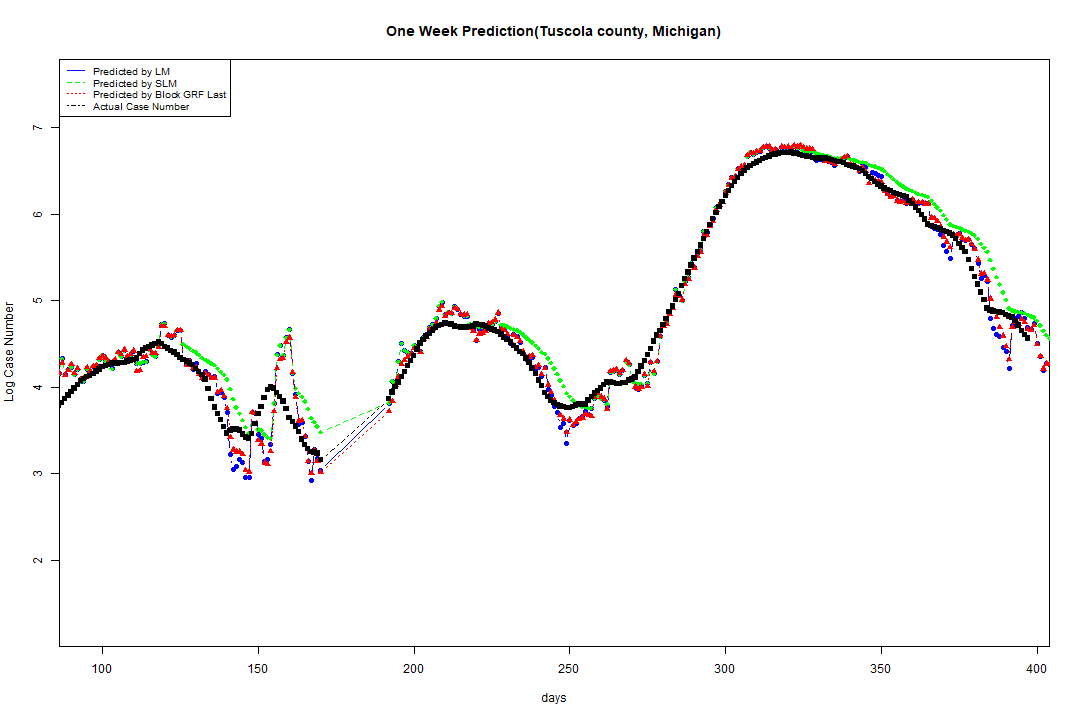 One Week Prediction(Tuscola county, Michigan)
Predicted by LM
Predicted by SLM
Predicted by Block GRF Last
Actual Case Number
Log Case Number
7
6
5
4
3
2
100 150 200 250 300 350 400
days